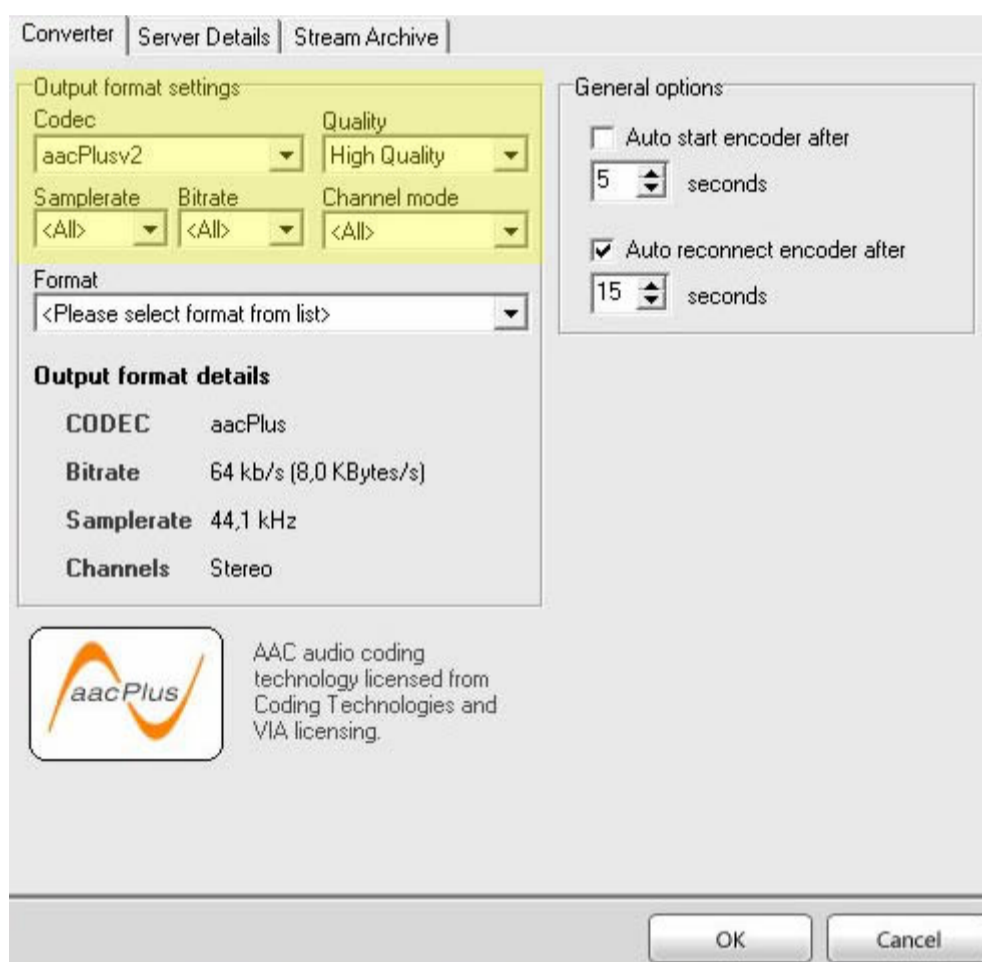 Converter Server Details Stream Archive
Output format settings
Codec Quality
aacPlusv2 High Quality
Samplerate Bitrate Channel mode
<All> <All> <All>
Format
<Please select format from list>
Output format details
CODEC aacPlus
Bitrate 64 kb/s (8,0 KBytes/s)
Samplerate 44,1 kHz
Channels Stereo
General options
Auto start encoder after
5 seconds
Auto reconnect encoder after
15 seconds
aacPlus
AAC audio coding
technology licensed from
Coding Technologies and
VIA licensing.
OK Cancel